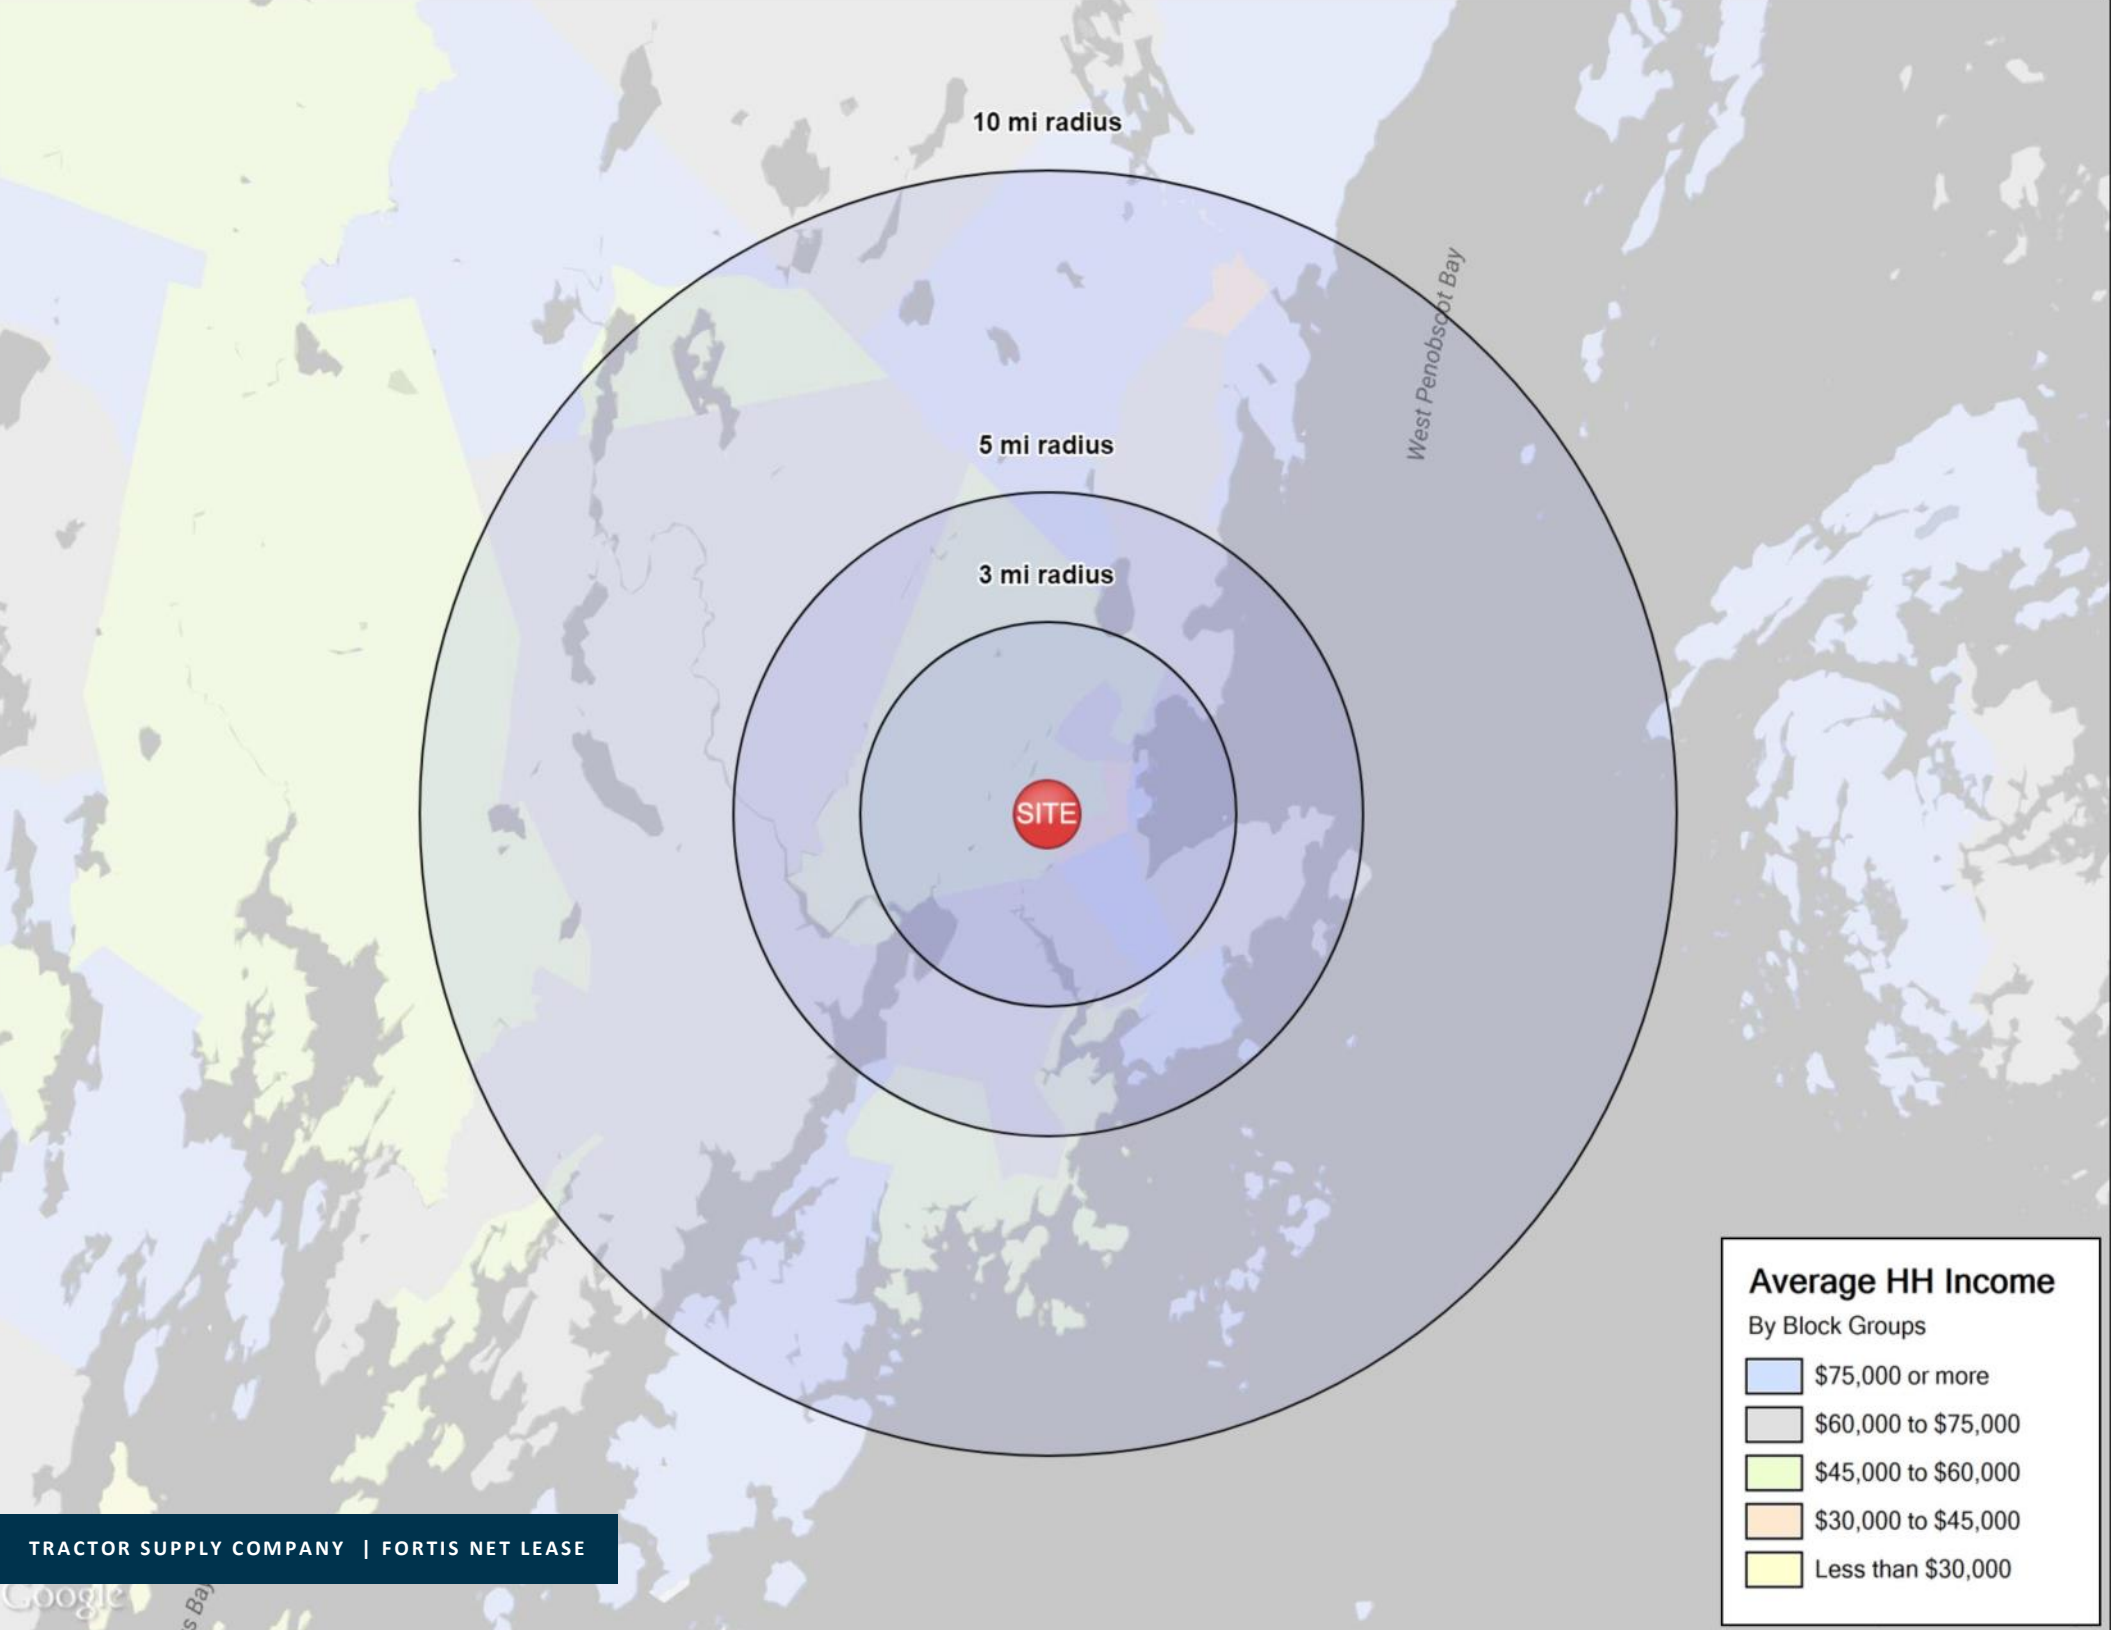 10 mi radius
West Penobscot Bay
5 mi radius
3 mi radius
SITE
Average HH Income
By Block Groups
$75,000 or more
$60,000 to $75,000
$45,000 to $60,000
$30,000 to $45,000
Less than $30,000
TRACTOR SUPPLY COMPANY | FORTIS NET LEASE
Google
s Bay